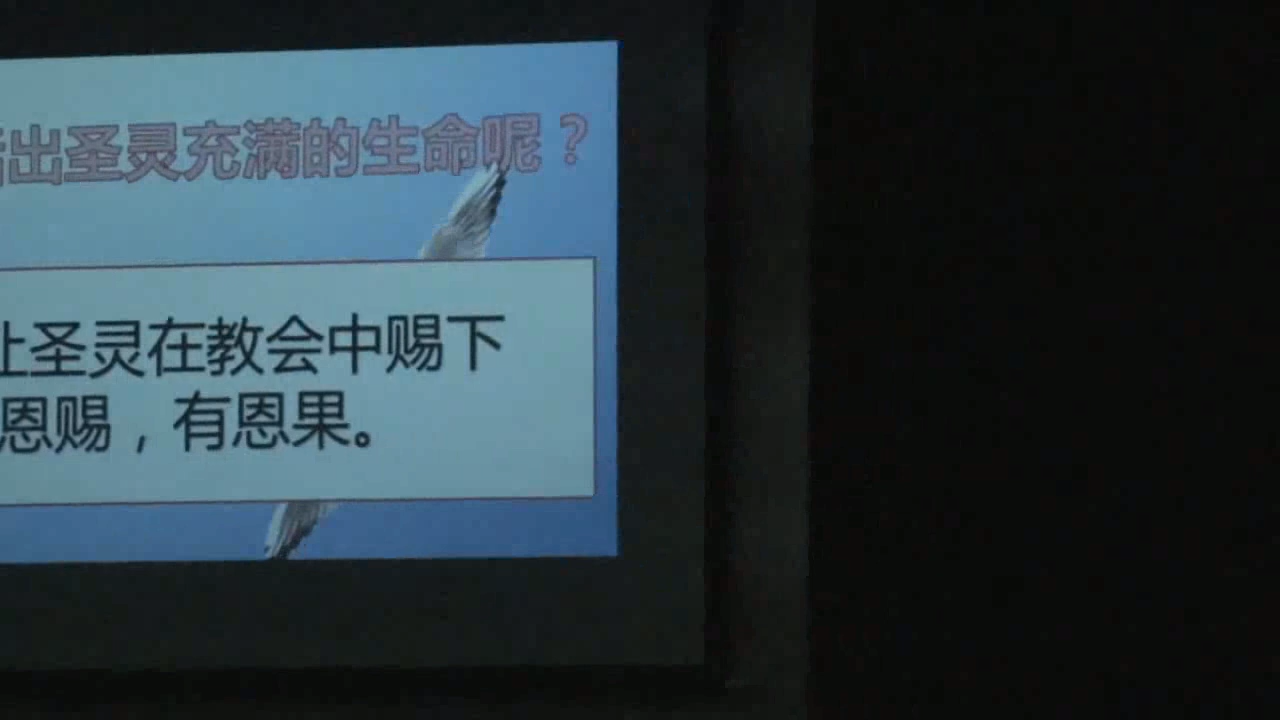 出圣灵充满的生命呢？
让圣灵在教会中赐下
恩赐，有恩果。